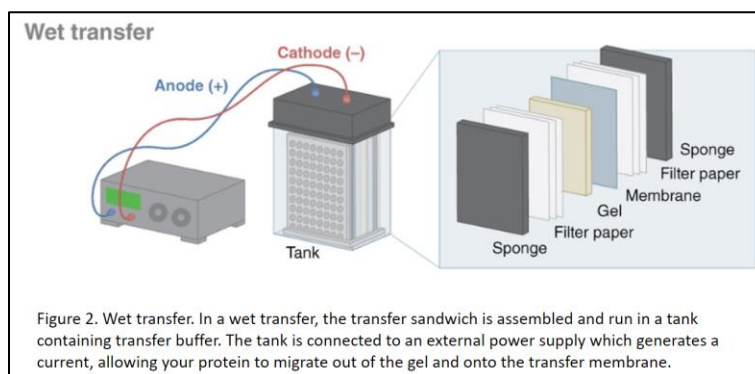 Wet transfer
Cathode (–)
Anode (+)
Tank
Sponge
Filter paper
Membrane
Gel
Filter paper
Sponge
Figure 2. Wet transfer. In a wet transfer, the transfer sandwich is assembled and run in a tank
containing transfer buffer. The tank is connected to an external power supply which generates a
current, allowing your protein to migrate out of the gel and onto the transfer membrane.